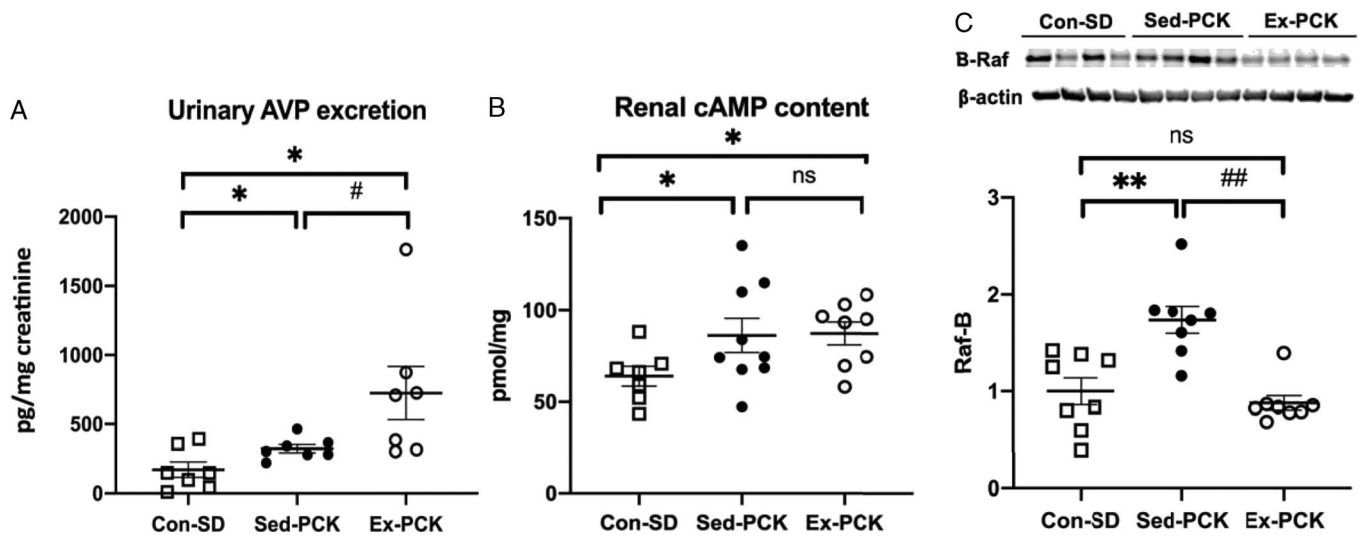 A
Urinary AVP excretion
*
*
#
pg/mg creatinine
2000
1500
1000
500
0
Con-SD Sed-PCK Ex-PCK
B
Renal cAMP content
*
*
ns
pmol/mg
150
100
50
0
Con-SD Sed-PCK Ex-PCK
C
Con-SD Sed-PCK Ex-PCK
B-Raf
β-actin
ns
**
##
Raf-B
3
2
1
0
Con-SD Sed-PCK Ex-PCK